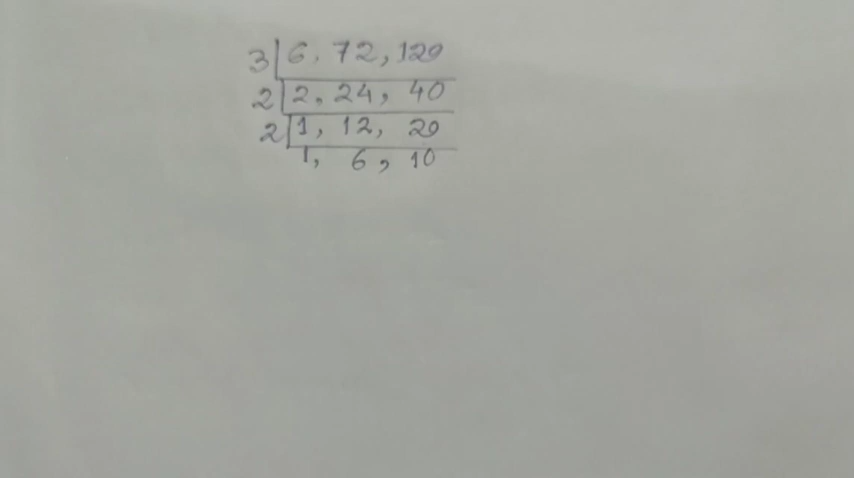 3 | 6, 72, 120
2 | 2, 24, 40
2 | 1, 12, 20
1, 6, 10